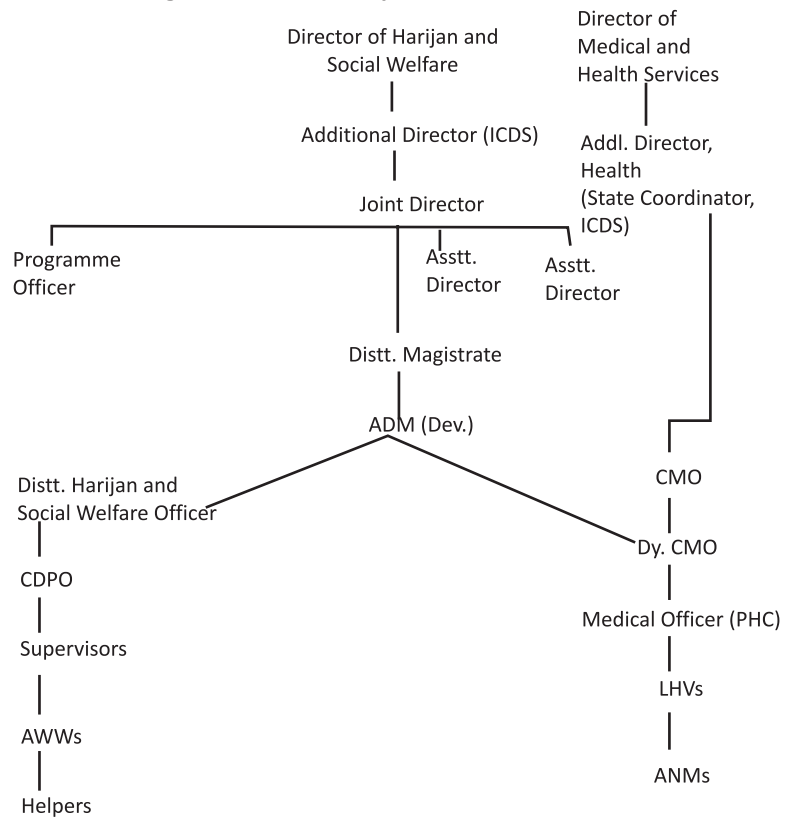 Director of Harijan and
Social Welfare
Director of
Medical and
Health Services
Additional Director (ICDS)
Addl. Director,
Health
(State Coordinator,
ICDS)
Joint Director
Programme
Officer
Asstt.
Director
Asstt.
Director
Distt. Magistrate
ADM (Dev.)
Distt. Harijan and
Social Welfare Officer
CMO
Dy. CMO
CDPO
Medical Officer (PHC)
Supervisors
LHVs
AWWs
ANMs
Helpers